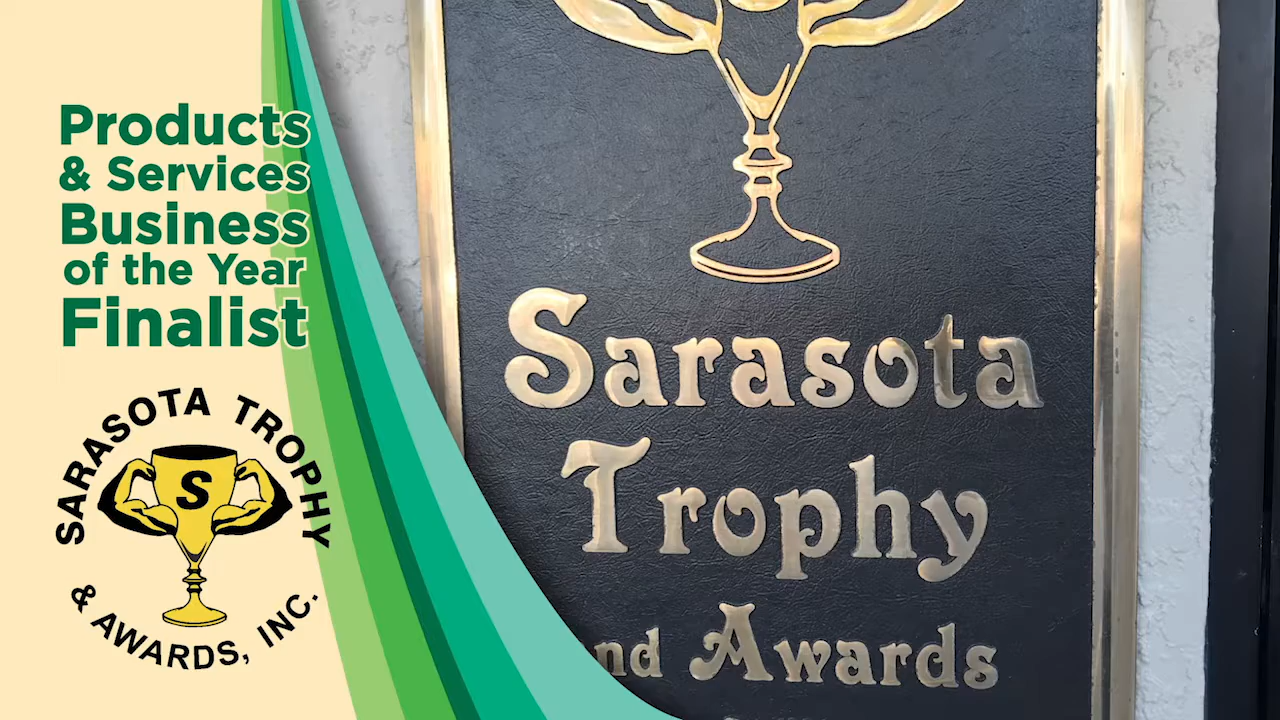 Products
& Services
Business
of the Year
Finalist
SARASOTA TROPHY
S
& AWARDS, INC.
Sarasota
Trophy
and Awards